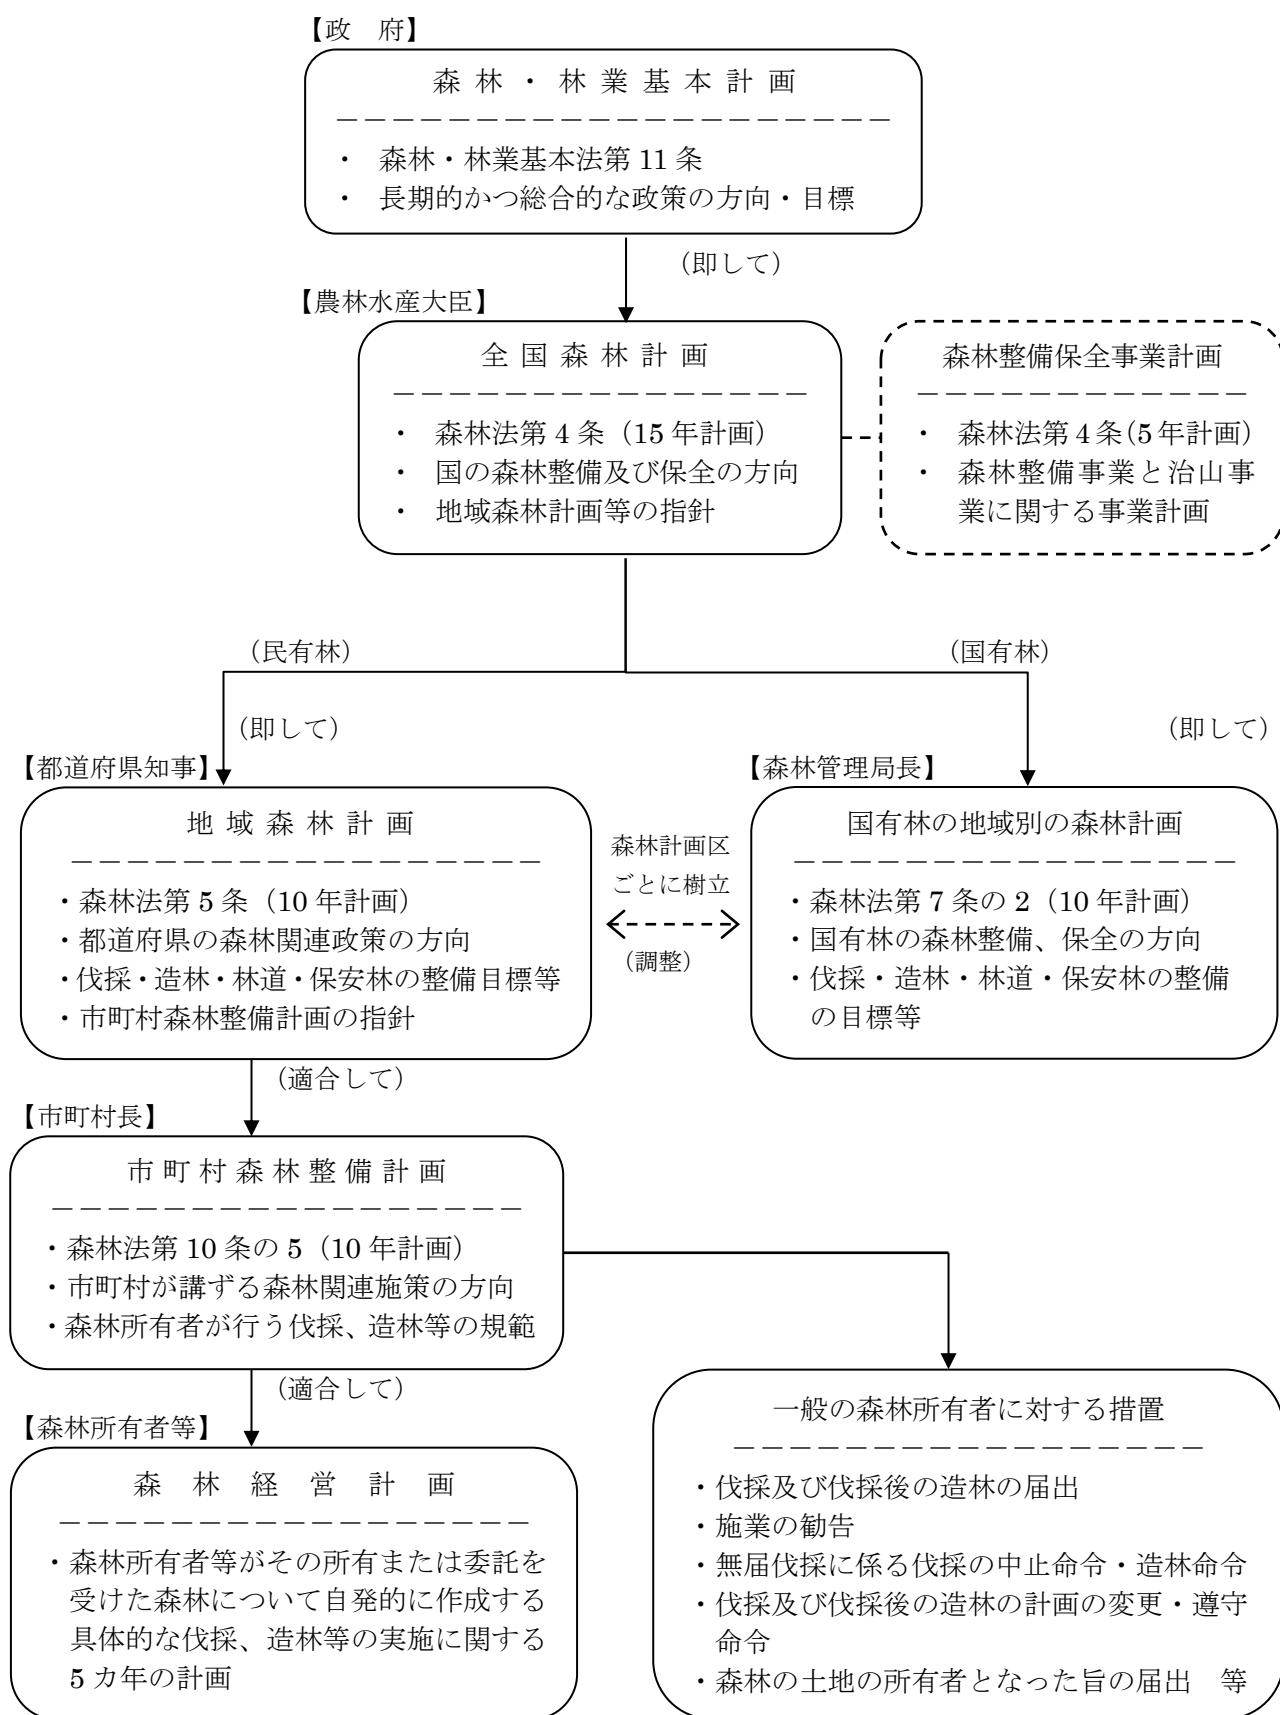 【政　府】
森林・林業基本計画
・　森林・林業基本法第 11 条
・　長期的かつ総合的な政策の方向・目標
（即して）
【農林水産大臣】
全国森林計画
・　森林法第 4 条（15 年計画）
・　国の森林整備及び保全の方向
・　地域森林計画等の指針
森林整備保全事業計画
・　森林法第 4 条（5 年計画）
・　森林整備事業と治山事
業に関する事業計画
（民有林）
（国有林）
（即して）
（即して）
【都道府県知事】
地域森林計画
・森林法第 5 条（10 年計画）
・都道府県の森林関連政策の方向
・伐採・造林・林道・保安林の整備目標等
・市町村森林整備計画の指針
森林計画区
ごとに樹立
（調整）
【森林管理局長】
国有林の地域別の森林計画
・森林法第 7 条の 2（10 年計画）
・国有林の森林整備、保全の方向
・伐採・造林・林道・保安林の整備
の目標等
（適合して）
【市町村長】
市町村森林整備計画
・森林法第 10 条の 5（10 年計画）
・市町村が講ずる森林関連施策の方向
・森林所有者が行う伐採、造林等の規範
（適合して）
【森林所有者等】
森林経営計画
・森林所有者等がその所有または委託を
受けた森林について自発的に作成する
具体的な伐採、造林等の実施に関する
5 カ年の計画
一般の森林所有者に対する措置
・伐採及び伐採後の造林の届出
・施業の勧告
・無届伐採に係る伐採の中止命令・造林命令
・伐採及び伐採後の造林の計画の変更・遵守
命令
・森林の土地の所有者となった旨の届出　等